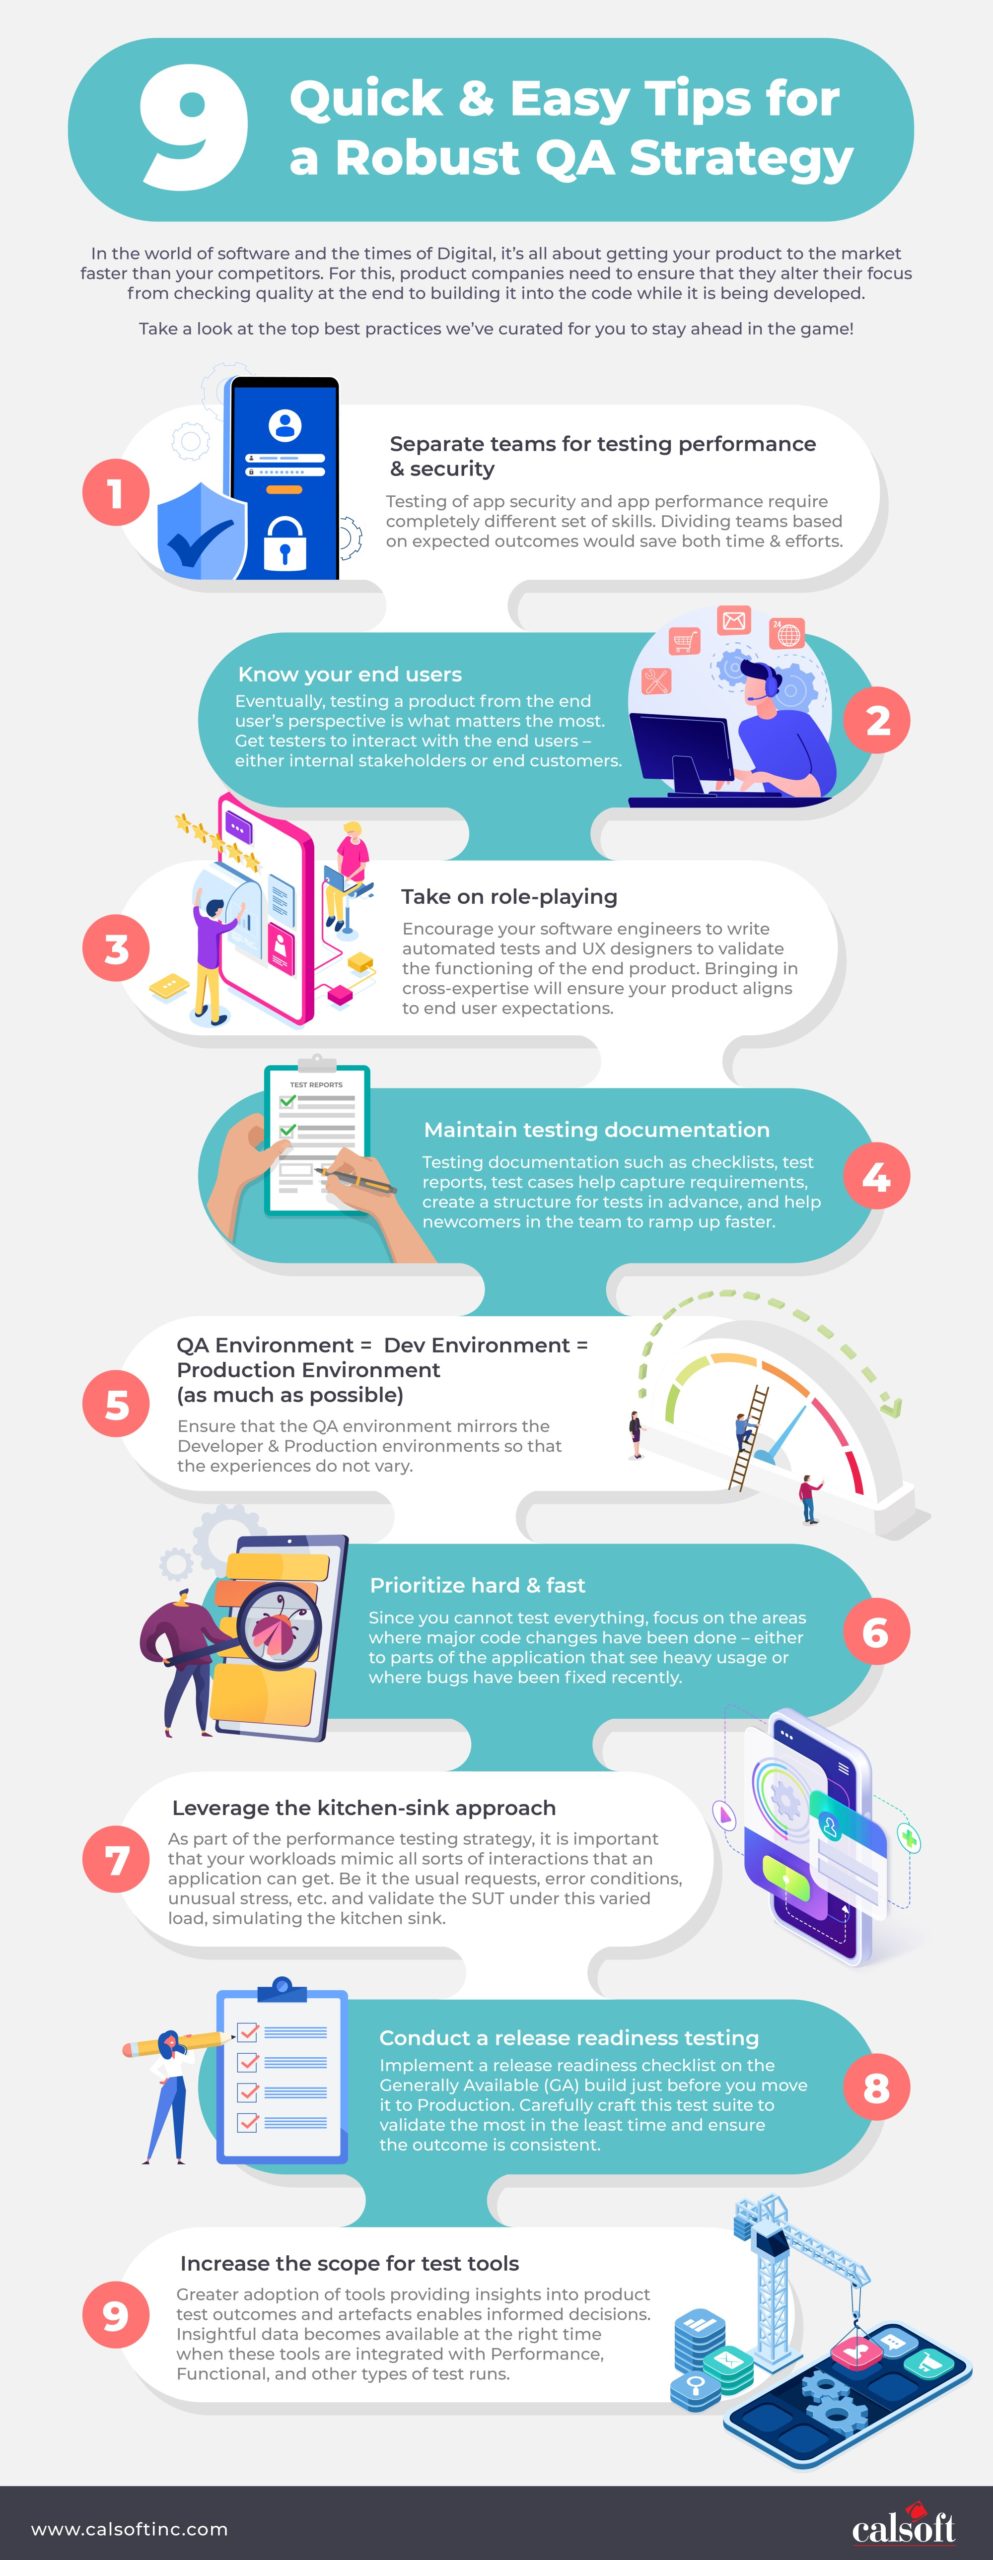 9
Quick & Easy Tips for
a Robust QA Strategy
In the world of software and the times of Digital, it's all about getting your product to the market
faster than your competitors. For this, product companies need to ensure that they alter their focus
from checking quality at the end to building it into the code while it is being developed.
Take a look at the top best practices we've curated for you to stay ahead in the game!
1
Separate teams for testing performance
& security
Testing of app security and app performance require
completely different set of skills. Dividing teams based
on expected outcomes would save both time & efforts.
2
Know your end users
Eventually, testing a product from the end
user's perspective is what matters the most.
Get testers to interact with the end users –
either internal stakeholders or end customers.
24
3
Take on role-playing
Encourage your software engineers to write
automated tests and UX designers to validate
the functioning of the end product. Bringing in
cross-expertise will ensure your product aligns
to end user expectations.
TEST REPORTS
4
Maintain testing documentation
Testing documentation such as checklists, test
reports, test cases help capture requirements,
create a structure for tests in advance, and help
newcomers in the team to ramp up faster.
5
QA Environment = Dev Environment =
Production Environment
(as much as possible)
Ensure that the QA environment mirrors the
Developer & Production environments so that
the experiences do not vary.
6
Prioritize hard & fast
Since you cannot test everything, focus on the areas
where major code changes have been done – either
to parts of the application that see heavy usage or
where bugs have been fixed recently.
7
Leverage the kitchen-sink approach
As part of the performance testing strategy, it is important
that your workloads mimic all sorts of interactions that an
application can get. Be it the usual requests, error conditions,
unusual stress, etc. and validate the SUT under this varied
load, simulating the kitchen sink.
8
Conduct a release readiness testing
Implement a release readiness checklist on the
Generally Available (GA) build just before you move
it to Production. Carefully craft this test suite to
validate the most in the least time and ensure
the outcome is consistent.
9
Increase the scope for test tools
Greater adoption of tools providing insights into product
test outcomes and artefacts enables informed decisions.
Insightful data becomes available at the right time
when these tools are integrated with Performance,
Functional, and other types of test runs.
www.calsoftinc.com
calsoft